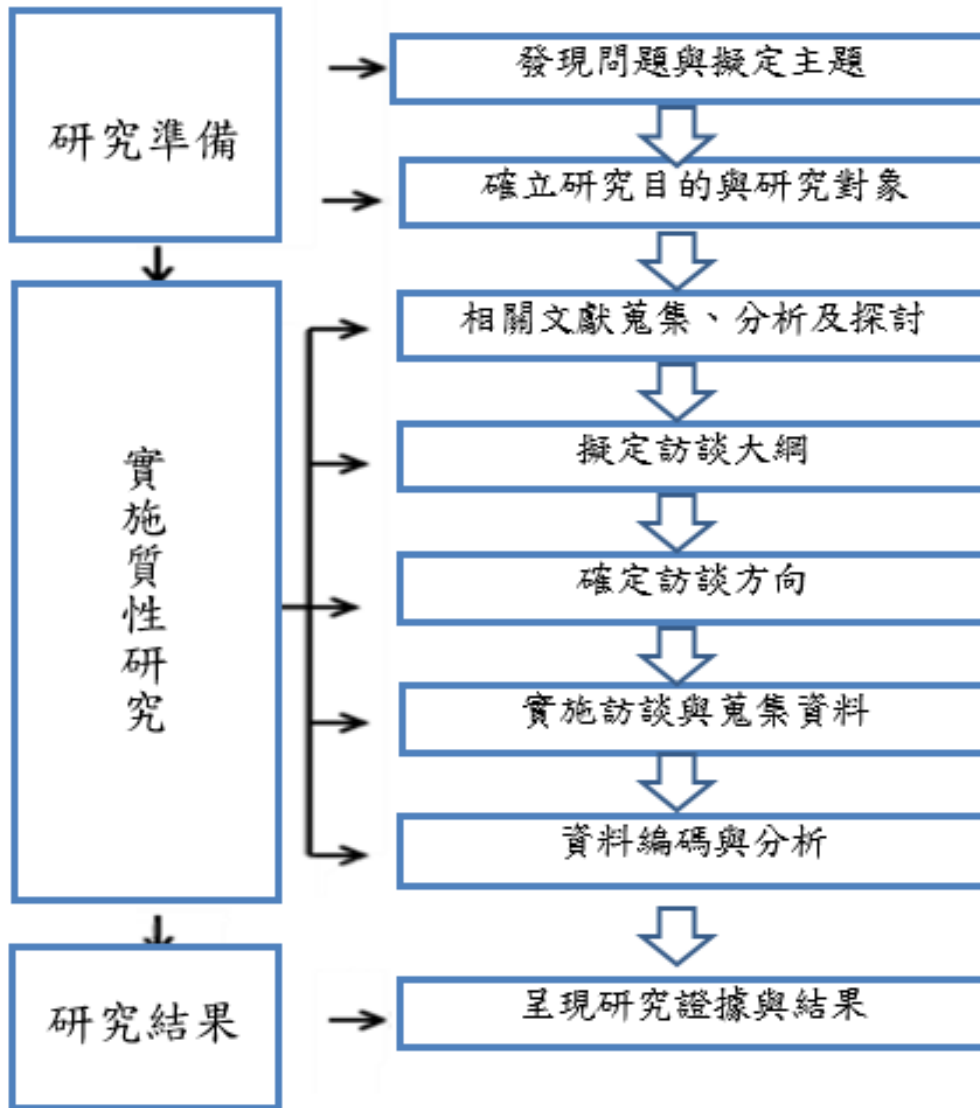 研究準備
發現問題與擬定主題
確立研究目的與研究對象
實施質性研究
相關文獻蒐集、分析及探討
擬定訪談大綱
確定訪談方向
實施訪談與蒐集資料
資料編碼與分析
研究結果
呈現研究證據與結果